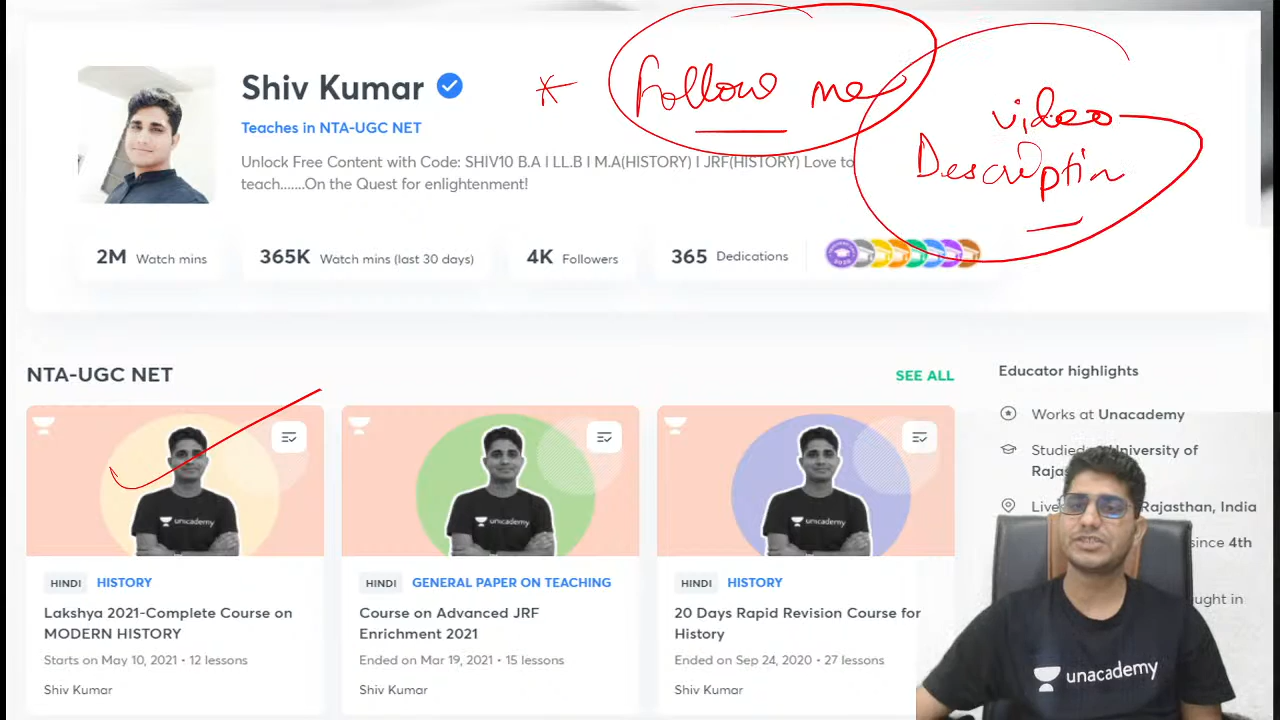 Shiv Kumar
* Follow me
Teaches in NTA-UGC NET
video
Description
Unlock Free Content with Code: SHIV10 B.A I LL.B I M.A(HISTORY) I JRF(HISTORY) Love to
teach.......On the Quest for enlightenment!
2M Watch mins
365K Watch mins (last 30 days)
4K Followers
365 Dedications
NTA-UGC NET
SEE ALL
Educator highlights
Works at Unacademy
University of
Rajasthan, India
since 4th
in
unacademy
HINDI HISTORY
Lakshya 2021-Complete Course on
MODERN HISTORY
Starts on May 10, 2021 • 12 lessons
Shiv Kumar
unacademy
HINDI GENERAL PAPER ON TEACHING
Course on Advanced JRF
Enrichment 2021
Ended on Mar 19, 2021 • 15 lessons
Shiv Kumar
unacademy
HINDI HISTORY
20 Days Rapid Revision Course for
History
Ended on Sep 24, 2020 • 27 lessons
Shiv Kumar
unacademy